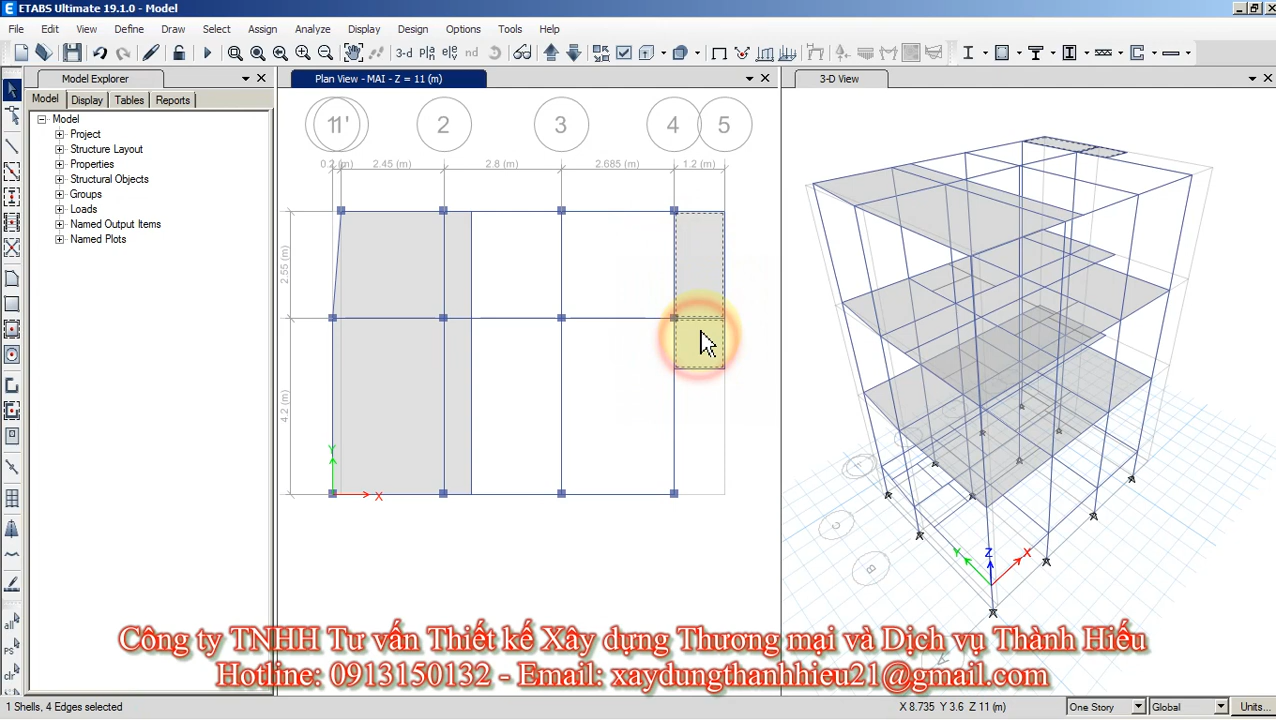 ETABS Ultimate 19.1.0 - Model
File Edit View Define Draw Select Assign Analyze Display Design Options Tools Help
3-d
Model Explorer
Plan View - MAI - Z = 11 (m)
3-D View
Model Display Tables Reports
Model
Project
Structure Layout
Properties
Structural Objects
Groups
Loads
Named Output Items
Named Plots
2 3 4 5
2.45 (m) 2.8 (m) 2.685 (m) 1.2 (m)
2.55 (m)
4.2 (m)
Y
X
Z
Y
X
C
B
all
PS
clr
Công ty TNHH Tư vấn Thiết kế Xây dựng Thương mại và Dịch vụ Thành Hiếu
Hotline: 0913150132 - Email: xaydungthanhhieu21@gmail.com
1 Shells, 4 Edges selected
X 8.735 Y 3.6 Z 11 (m)
One Story
Global
Units...